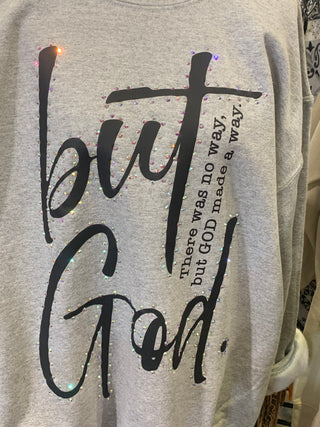 but
There was no way,
but GOD made a way.
God.